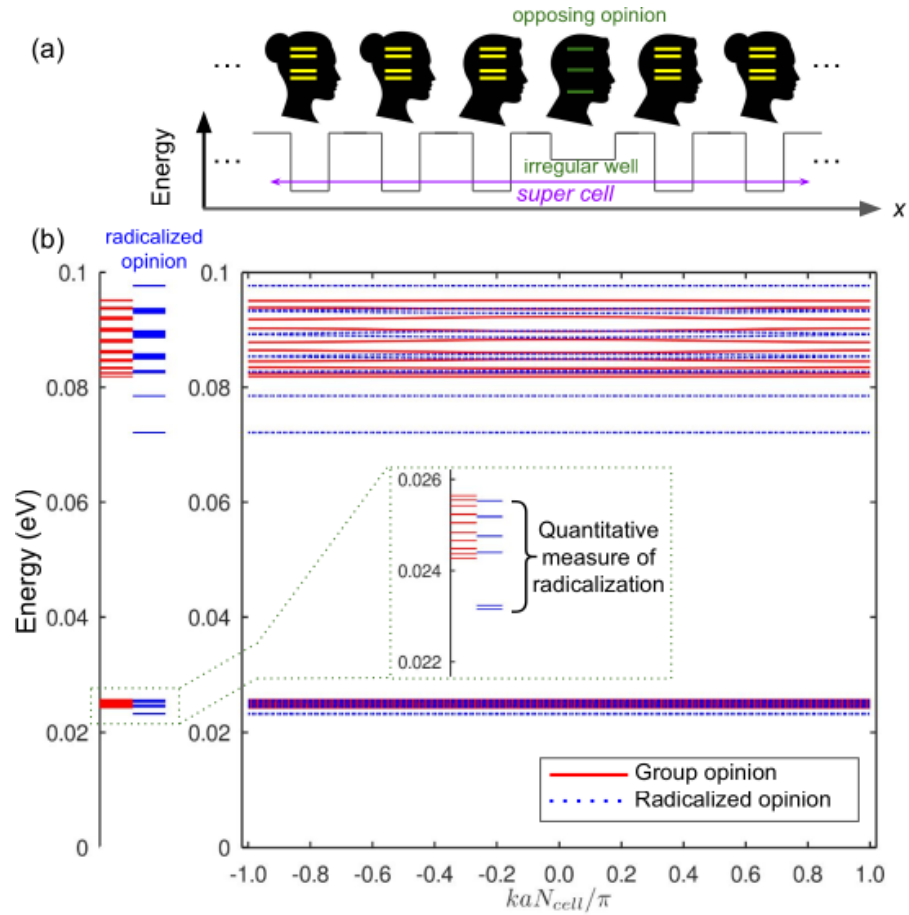 opposing opinion
(a)
... ...
Energy
... ...
irregular well
super cell
x
(b)
radicalized
opinion
0.1 0.1
0.08 0.08
0.06 0.06
0.026
Quantitative
measure of
radicalization
0.024
0.022
Energy (eV)
0.04 0.04
0.02 0.02
Group opinion
Radicalized opinion
0 0
-1.0 -0.8 -0.6 -0.4 -0.2 0.0 0.2 0.4 0.6 0.8 1.0
kaN_cell/π